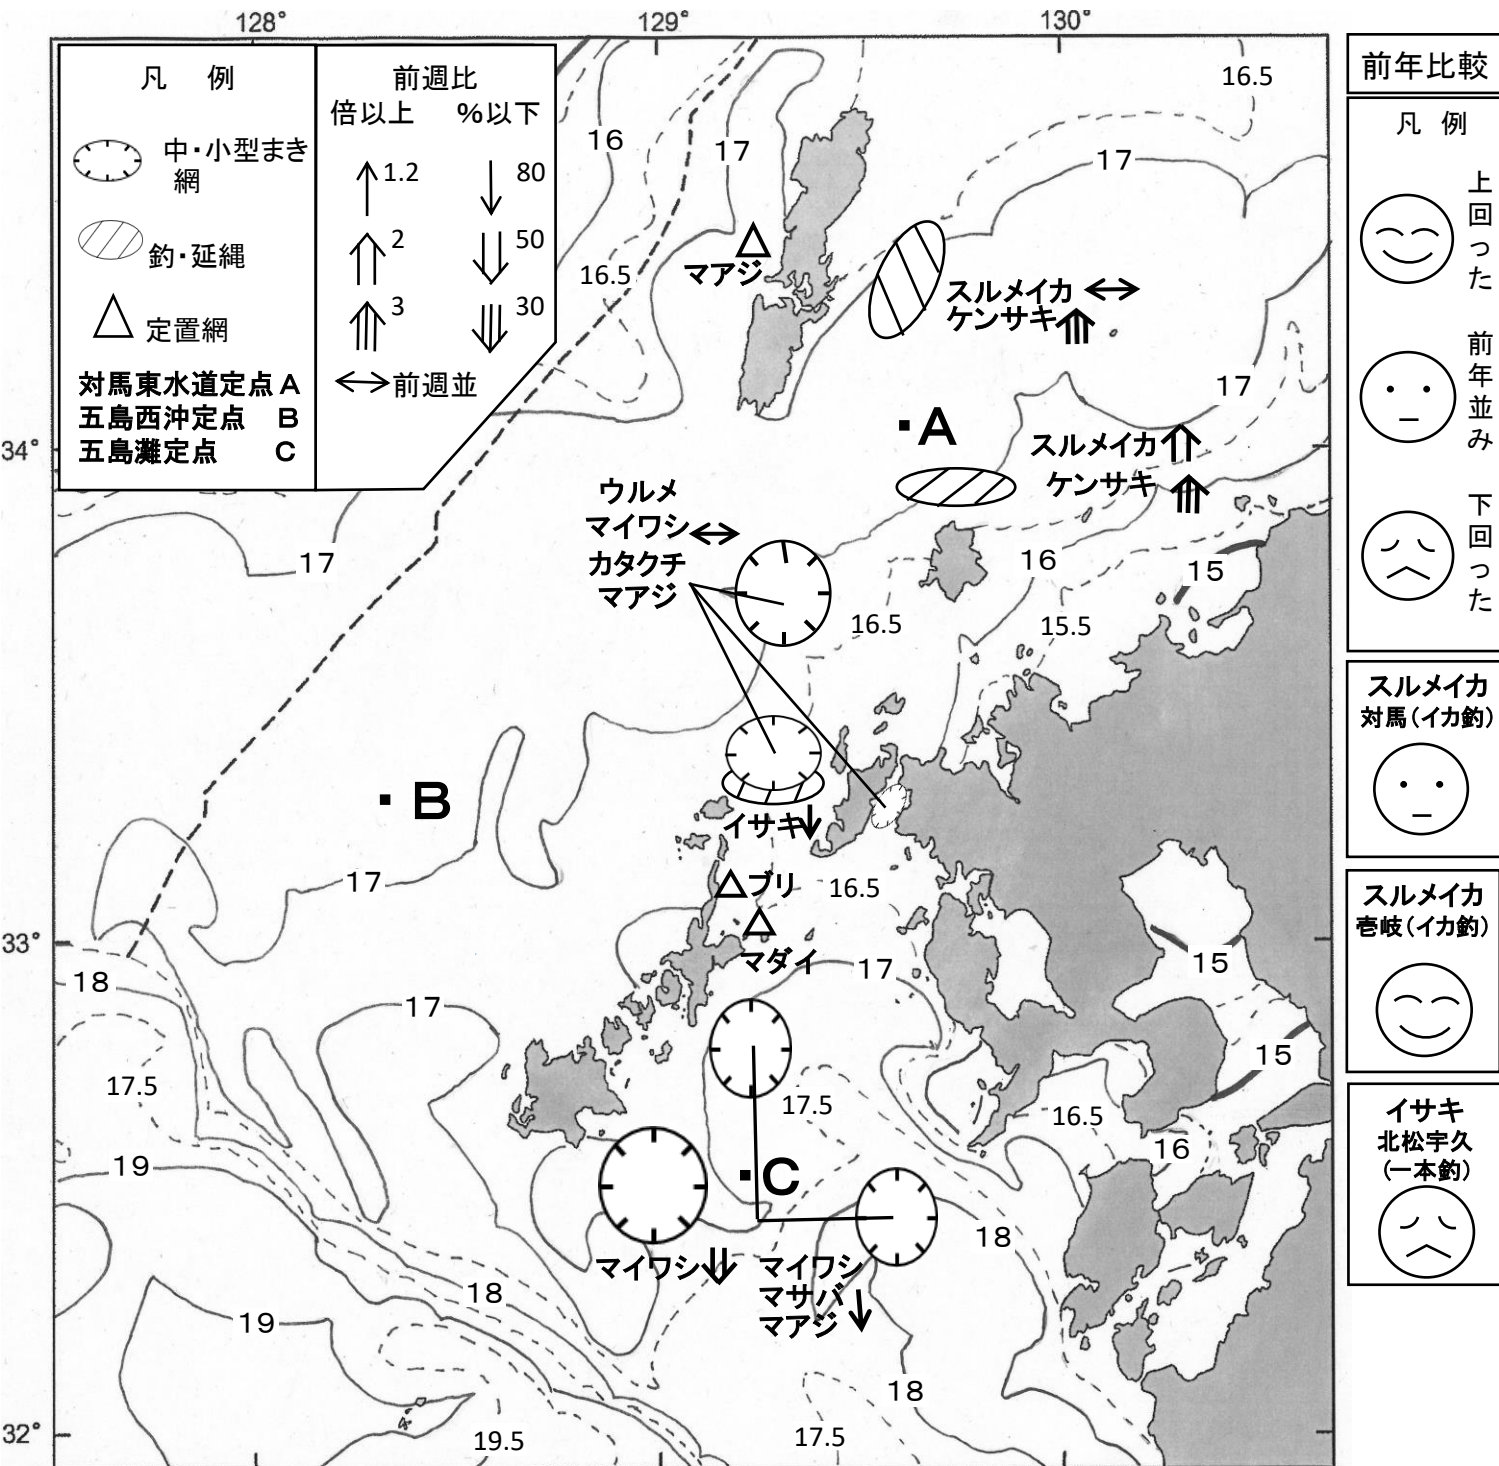 128°
129°
130°
34°
33°
32°
凡 例
中・小型まき
網
釣・延縄
定置網
対馬東水道定点 A
五島西沖定点 B
五島灘定点 C
前週比
倍以上 %以下
1.2 80
2 50
3 30
前週並
16
17
16.5
16.5
17
17
マアジ
スルメイカ
ケンサキ
A
スルメイカ
ケンサキ
ウルメ
マイワシ
カタクチ
マアジ
17
16
15
16.5
15.5
B
イサキ
17
ブリ
16.5
マダイ
17
15
18
17
17.5
17.5
16.5
15
16
19
C
18
マイワシ
マイワシ
マサバ
マアジ
18
19
18
19.5
17.5
前年比較
凡 例
上回った
前年並み
下回った
スルメイカ
対馬(イカ釣)
スルメイカ
壱岐(イカ釣)
イサキ
北松宇久
(一本釣)